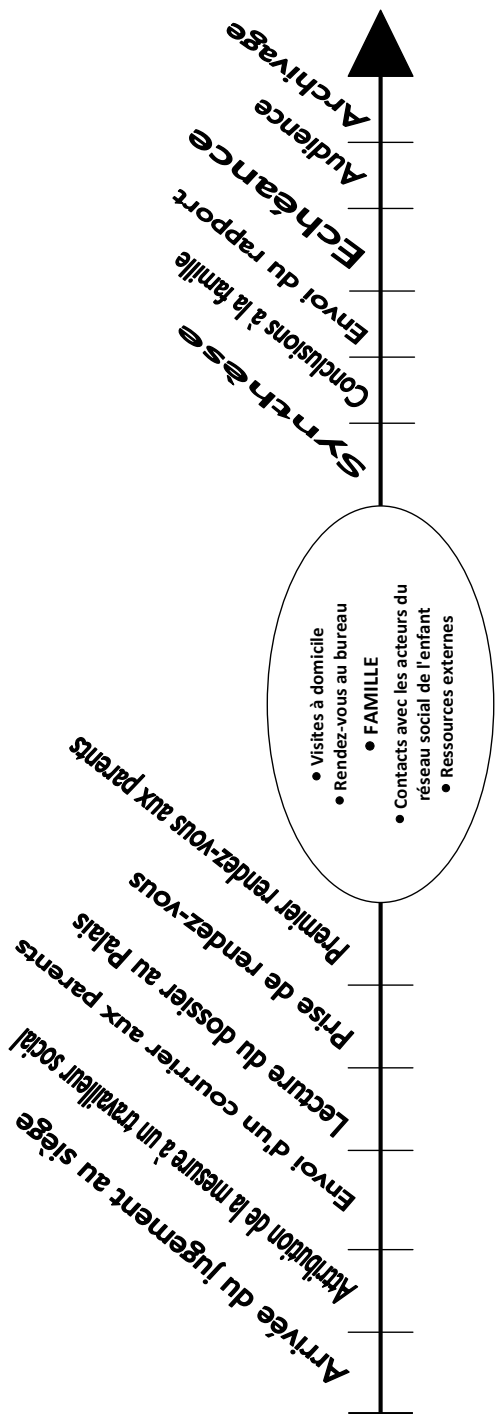 Arrivée du jugement au siège
Attribution de la mesure à un travailleur social
Envoi d'un courrier aux parents
Lecture du dossier au Palais
Prise de rendez-vous
Premier rendez-vous aux parents
• Visites à domicile
• Rendez-vous au bureau
• FAMILLE
• Contacts avec les acteurs du
réseau social de l'enfant
• Ressources externes
Synthèse
Conclusions à la famille
Envoi du rapport
Echéance
Audience
Archivage